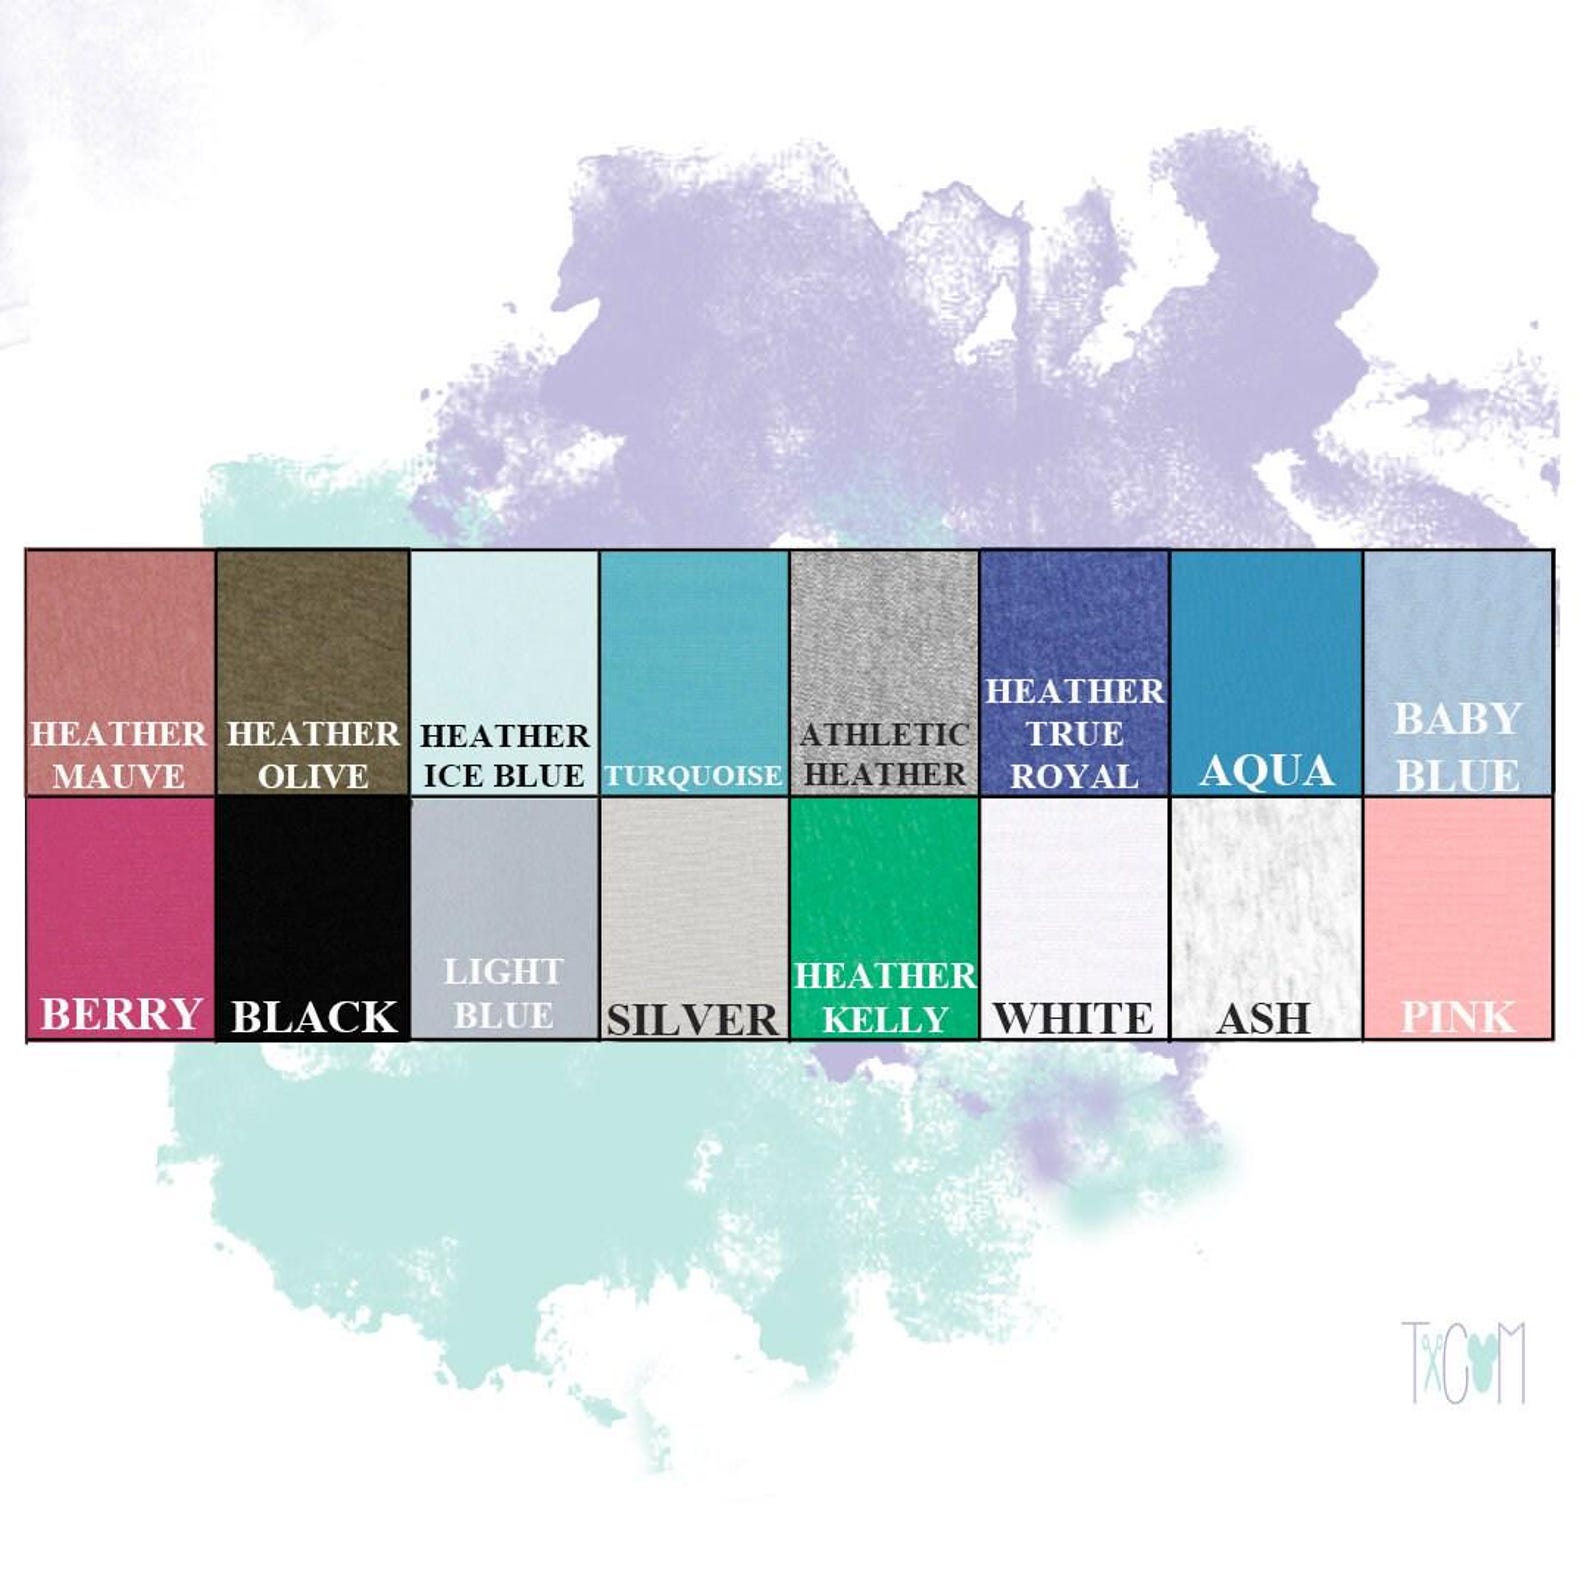 HEATHER
MAUVE
HEATHER
OLIVE
HEATHER
ICE BLUE
TURQUOISE
ATHLETIC
HEATHER
HEATHER
TRUE
ROYAL
AQUA
BABY
BLUE
BERRY
BLACK
LIGHT
BLUE
SILVER
HEATHER
KELLY
WHITE
ASH
PINK